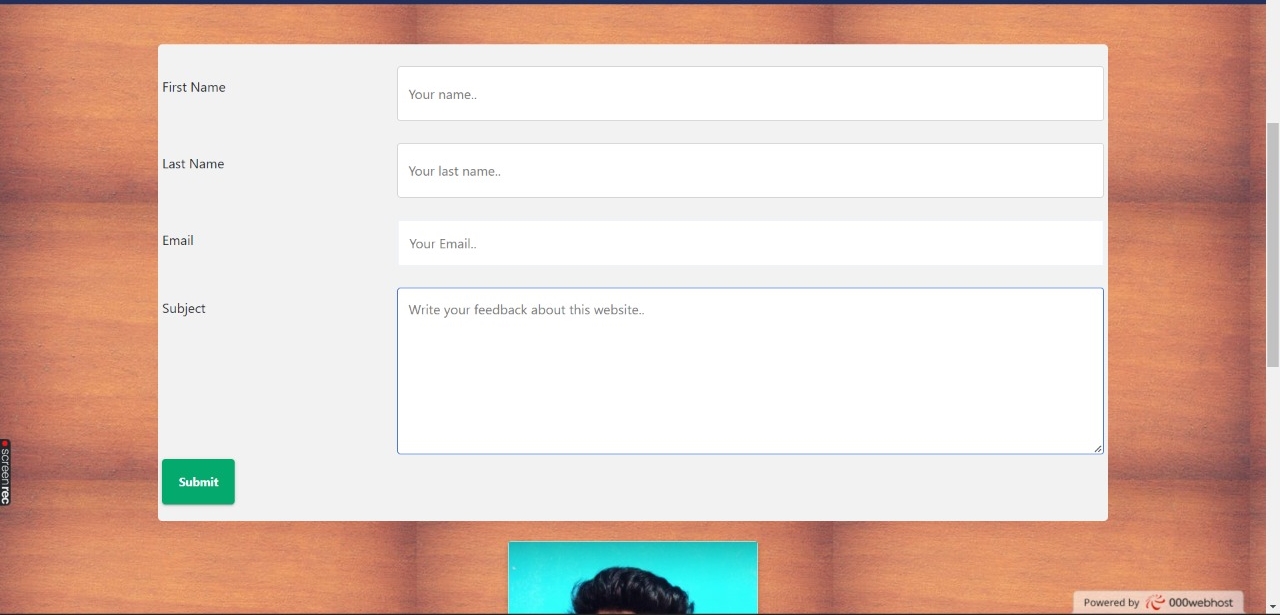 First Name
Your name..
Last Name
Your last name..
Email
Your Email..
Subject
Write your feedback about this website..
Submit
screenrec
Powered by 000webhost